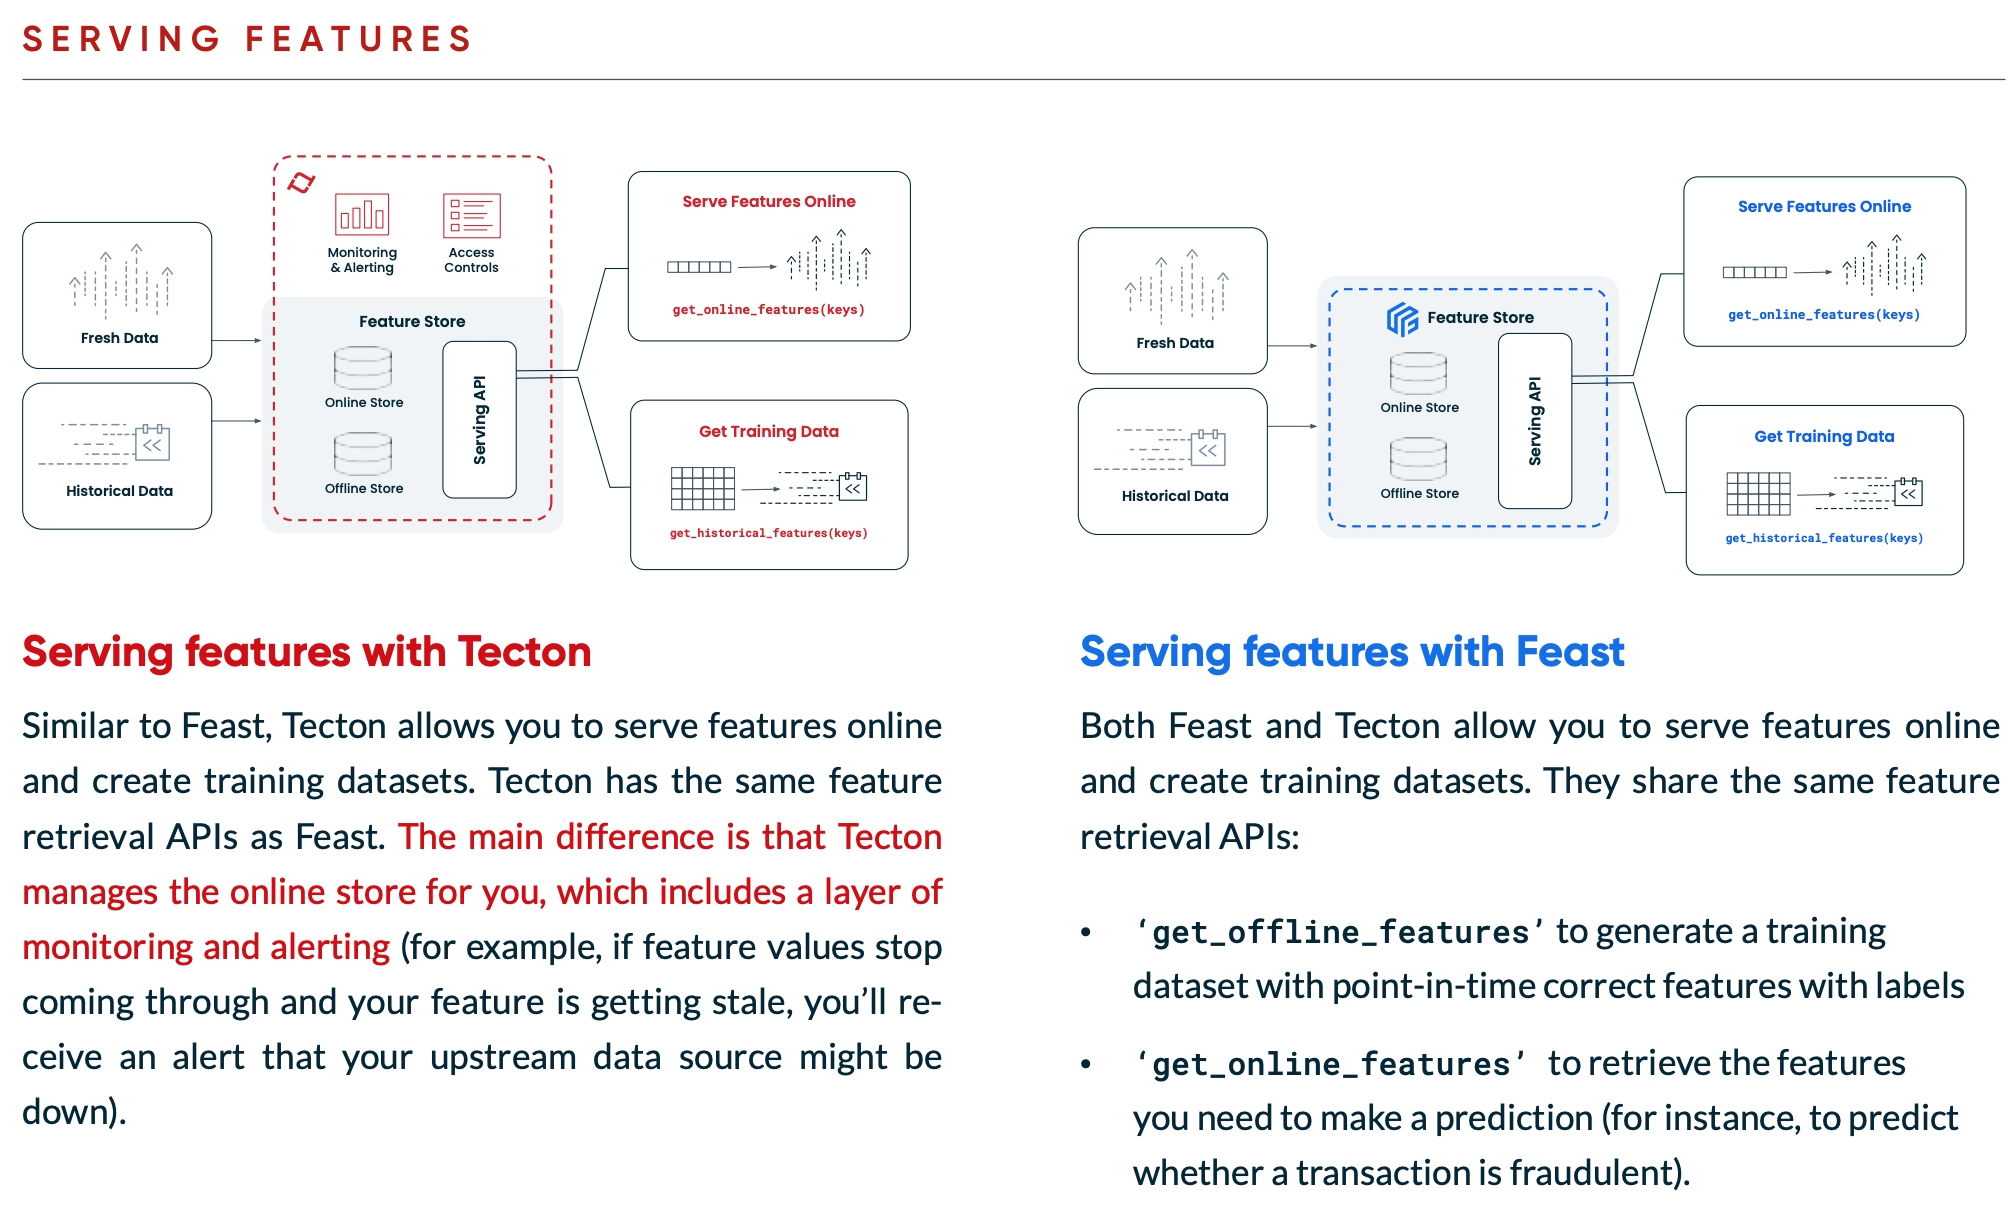 SERVING FEATURES
Monitoring
& Alerting
Access
Controls
Fresh Data
Historical Data
Feature Store
Online Store
Offline Store
Serving API
Serve Features Online
get_online_features(keys)
Get Training Data
get_historical_features(keys)
Fresh Data
Historical Data
Feature Store
Online Store
Offline Store
Serving API
Serve Features Online
get_online_features(keys)
Get Training Data
get_historical_features(keys)
Serving features with Tecton
Similar to Feast, Tecton allows you to serve features online
and create training datasets. Tecton has the same feature
retrieval APIs as Feast. The main difference is that Tecton
manages the online store for you, which includes a layer of
monitoring and alerting (for example, if feature values stop
coming through and your feature is getting stale, you’ll re-
ceive an alert that your upstream data source might be
down).
Serving features with Feast
Both Feast and Tecton allow you to serve features online
and create training datasets. They share the same feature
retrieval APIs:
• ‘get_offline_features’ to generate a training
dataset with point-in-time correct features with labels
• ‘get_online_features’ to retrieve the features
you need to make a prediction (for instance, to predict
whether a transaction is fraudulent).